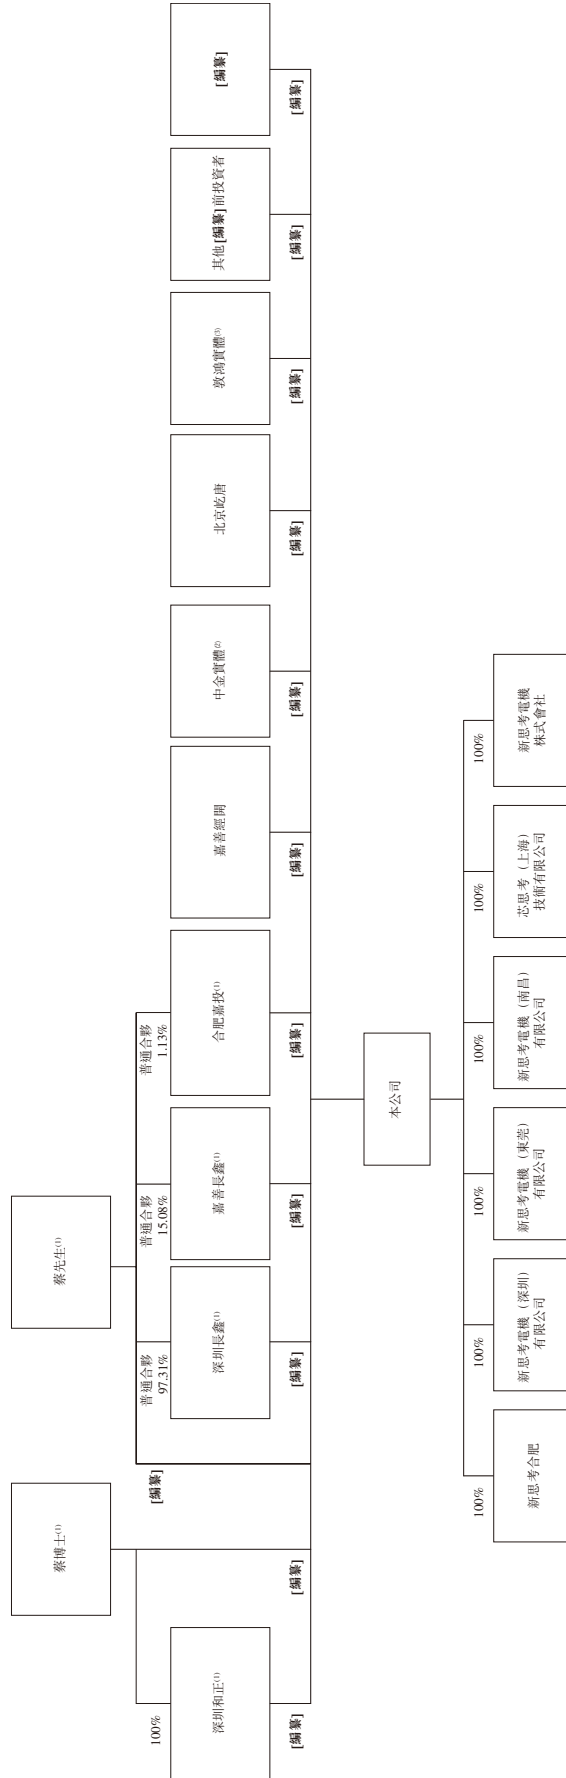 蔡博士⁽¹⁾
蔡先生⁽¹⁾
100%
[編纂]
普通合夥
97.31%
普通合夥
15.08%
普通合夥
1.13%
深圳和正⁽¹⁾
深圳長鑫⁽¹⁾
嘉善長鑫⁽¹⁾
合肥嘉投⁽¹⁾
嘉善經開
中金實體⁽²⁾
北京屹唐
敦鴻實體⁽³⁾
其他[編纂]前投資者
[編纂]
[編纂]
[編纂]
[編纂]
[編纂]
[編纂]
[編纂]
[編纂]
[編纂]
[編纂]
[編纂]
[編纂]
本公司
100%
100%
100%
100%
100%
100%
新思考合肥
新思考電機（深圳）
有限公司
新思考電機（東莞）
有限公司
新思考電機（南昌）
有限公司
芯思考（上海）
技術有限公司
新思考電機
株式會社